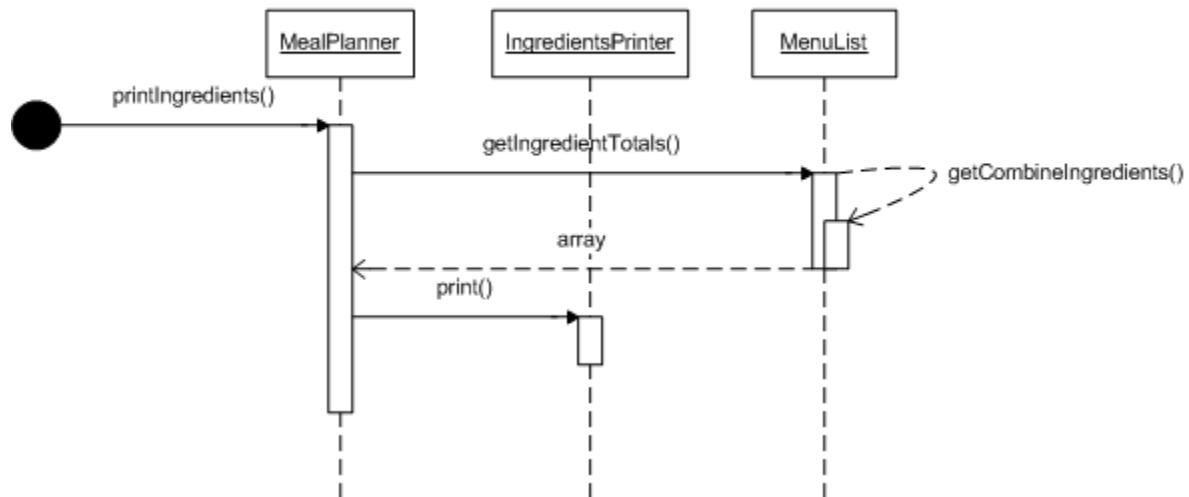 MealPlanner
IngredientsPrinter
MenuList
printIngredients()
getIngredientTotals()
getCombineIngredients()
array
print()